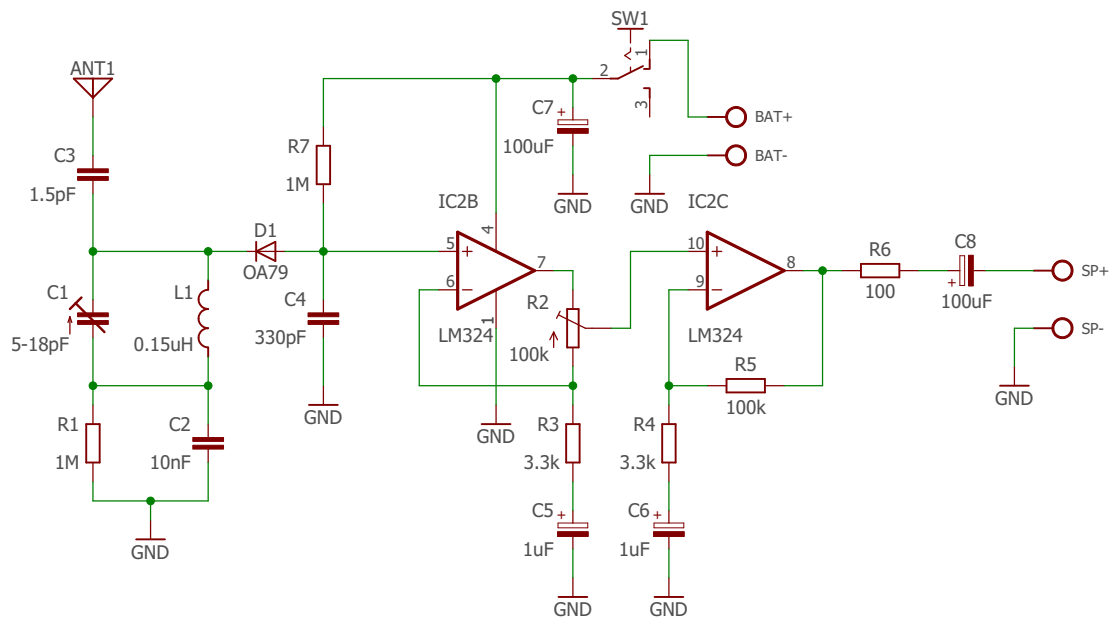 SW1
ANT1
1
2
3
C7
+
100uF
BAT+
BAT-
C3
1.5pF
R7
1M
GND
GND
IC2B
IC2C
D1
OA79
4
5
+
6
−
7
1
LM324
10
+
9
−
8
LM324
R6
100
C8
+
100uF
SP+
SP-
C1
5-18pF
L1
0.15uH
C4
330pF
R2
100k
R5
100k
GND
GND
GND
R1
1M
C2
10nF
R3
3.3k
R4
3.3k
C5
+
1uF
C6
+
1uF
GND
GND
GND